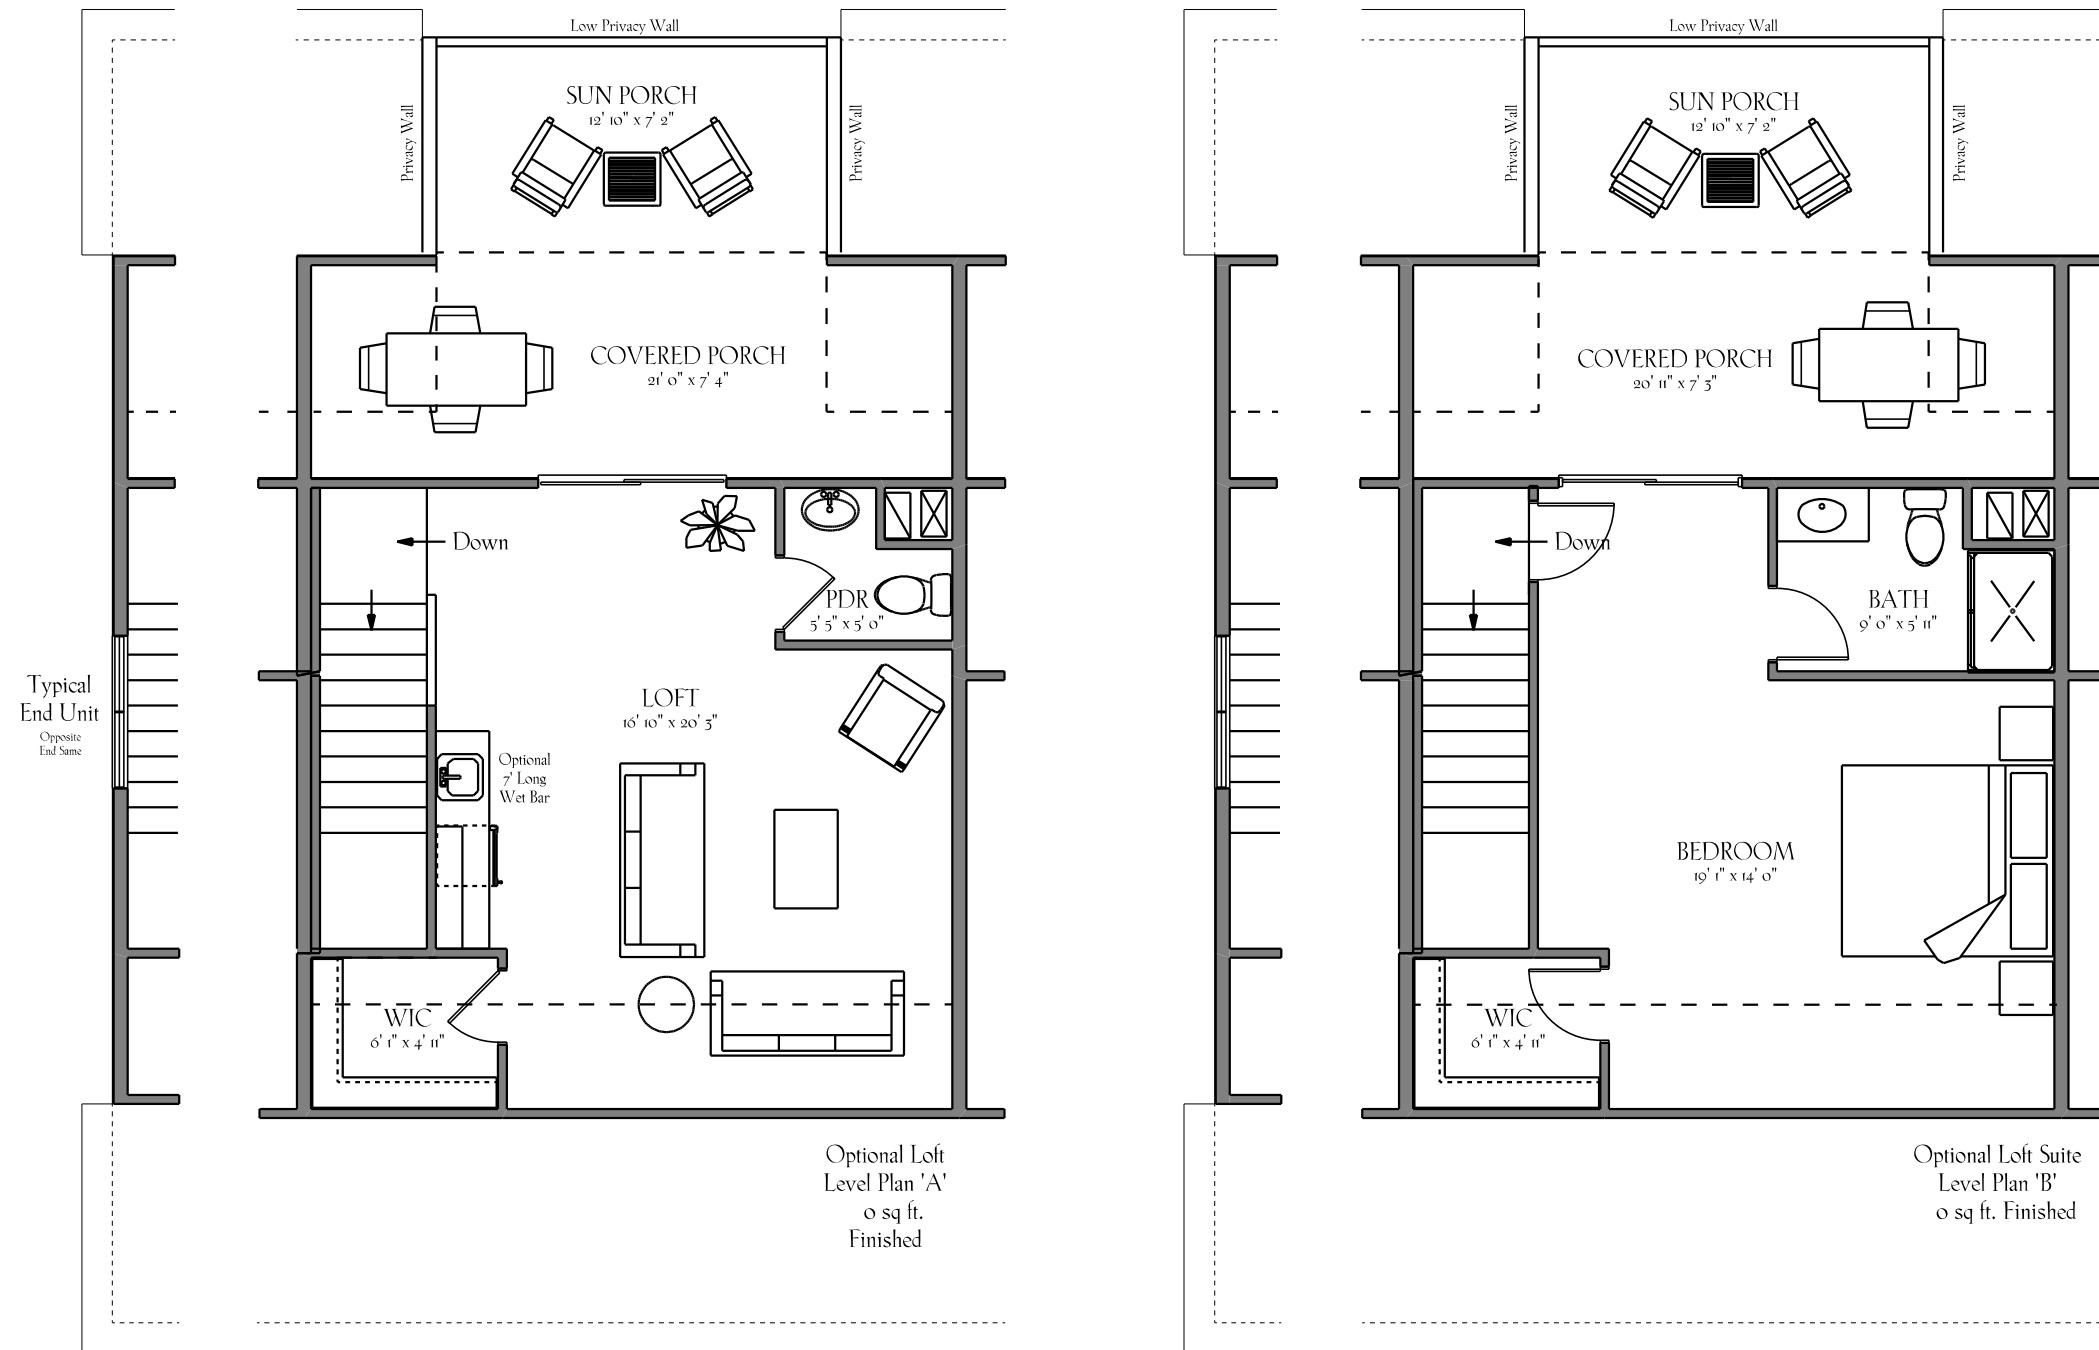 Low Privacy Wall
SUN PORCH
12' 10" x 7' 2"
Privacy Wall
Privacy Wall
COVERED PORCH
21' 0" x 7' 4"
Down
PDR
5' 5" x 5' 0"
Typical
End Unit
Opposite
End Same
LOFT
16' 10" x 20' 3"
Optional
7' Long
Wet Bar
WIC
6' 1" x 4' 11"
Optional Loft
Level Plan 'A'
0 sq ft.
Finished
Low Privacy Wall
SUN PORCH
12' 10" x 7' 2"
Privacy Wall
Privacy Wall
COVERED PORCH
20' 11" x 7' 3"
Down
BATH
9' 0" x 5' 11"
BEDROOM
19' 1" x 14' 0"
WIC
6' 1" x 4' 11"
Optional Loft Suite
Level Plan 'B'
0 sq ft. Finished